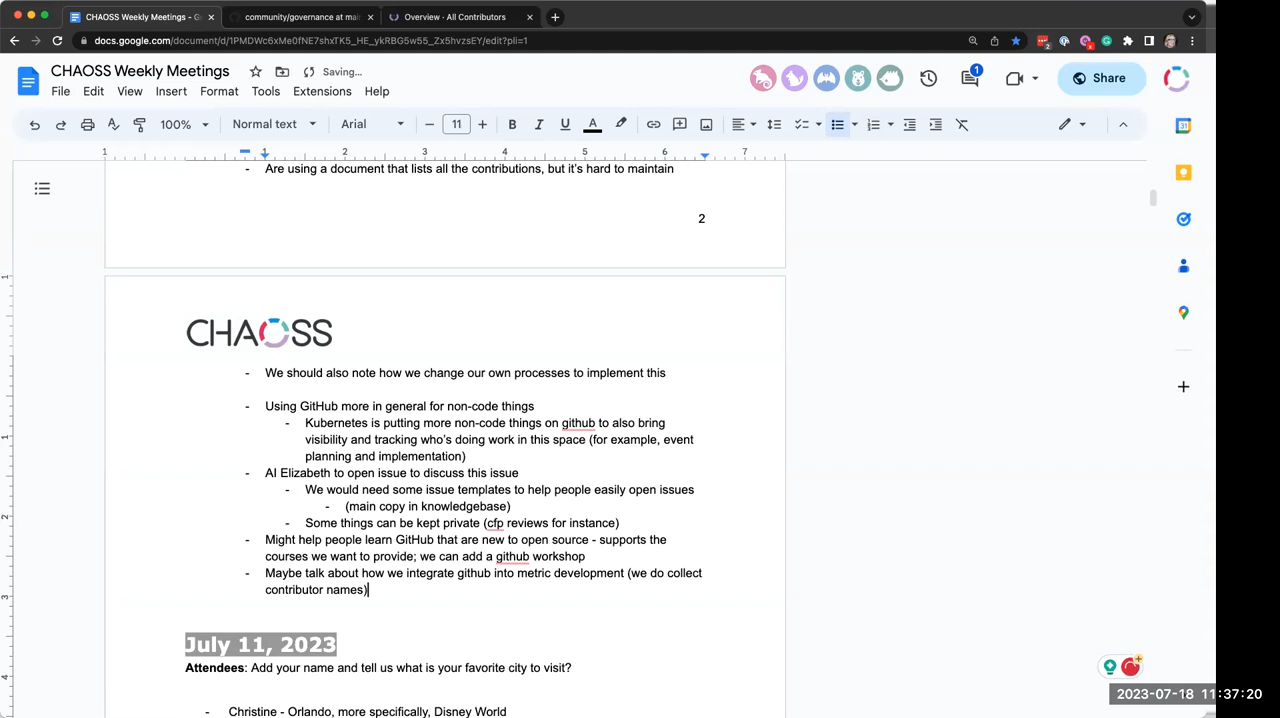 CHAOSS Weekly Meetings - G
community/governance at mai
Overview · All Contributors
docs.google.com/document/d/1PMDWc6xMe0fNE7shxTK5_HE_ykRBG5w55_Zx5hvzsEY/edit?pli=1
CHAOSS Weekly Meetings
Saving...
File Edit View Insert Format Tools Extensions Help
1
Share
100% Normal text Arial 11
1 1 2 3 4 5 6 7
- Are using a document that lists all the contributions, but it's hard to maintain
2
CHAOSS
- We should also note how we change our own processes to implement this
- Using GitHub more in general for non-code things
- Kubernetes is putting more non-code things on github to also bring
visibility and tracking who's doing work in this space (for example, event
planning and implementation)
- AI Elizabeth to open issue to discuss this issue
- We would need some issue templates to help people easily open issues
- (main copy in knowledgebase)
- Some things can be kept private (cfp reviews for instance)
- Might help people learn GitHub that are new to open source - supports the
courses we want to provide; we can add a github workshop
- Maybe talk about how we integrate github into metric development (we do collect
contributor names)
July 11, 2023
Attendees: Add your name and tell us what is your favorite city to visit?
- Christine - Orlando, more specifically, Disney World
2023-07-18 11:37:20